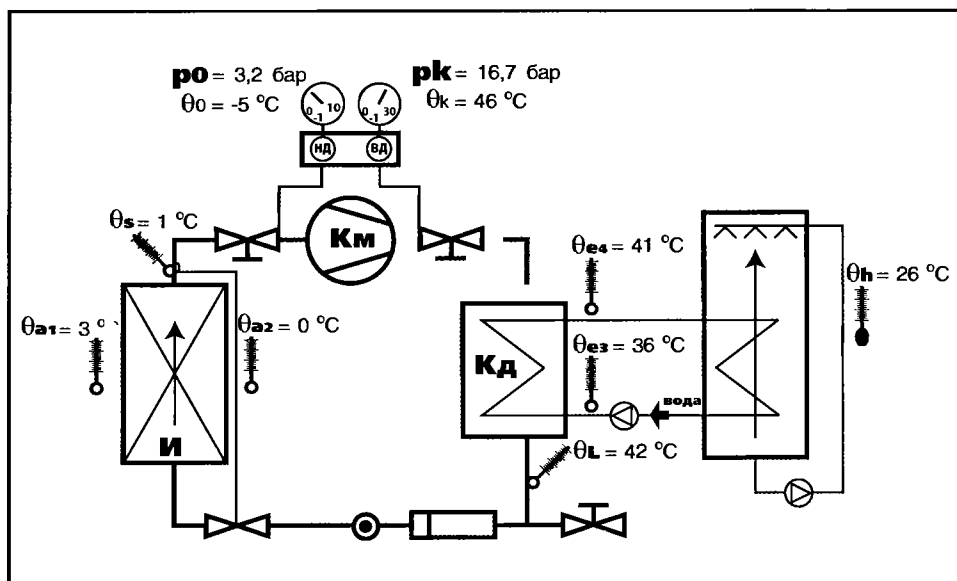 p0 = 3,2 бар
θ0 = -5 °C
pk = 16,7 бар
θk = 46 °C
0 -1 10
0 -1 30
НД
ВД
θs = 1 °C
Км
θe4 = 41 °C
θh = 26 °C
θa1 = 3 °
θa2 = 0 °C
Кд
θe3 = 36 °C
вода
И
θL = 42 °C